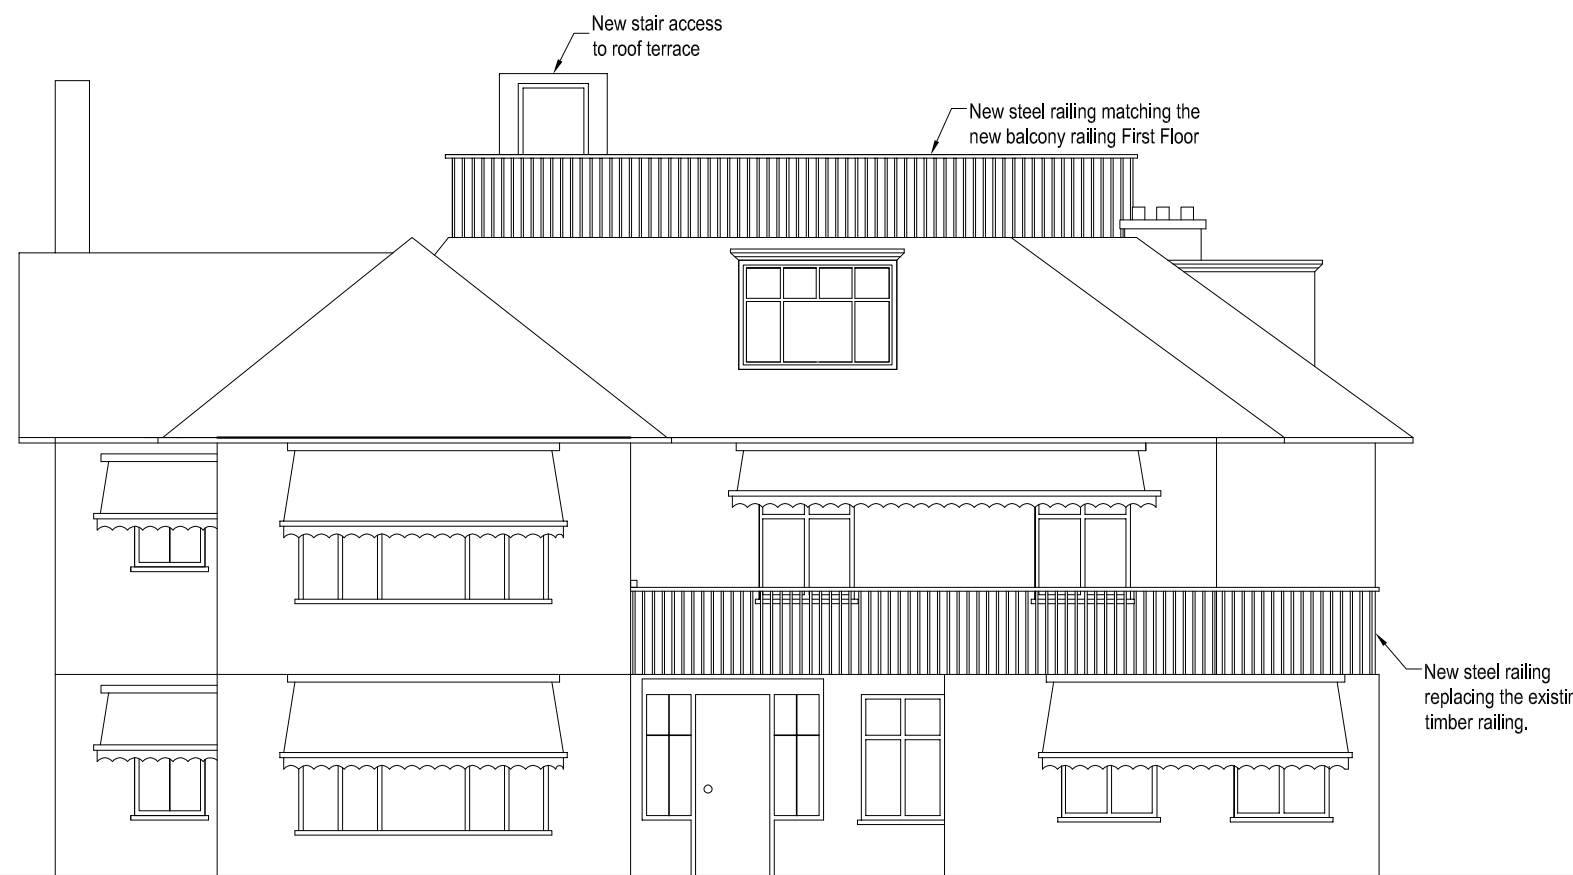 New stair access
to roof terrace
New steel railing matching the
new balcony railing First Floor
New steel railing
replacing the existin
timber railing.